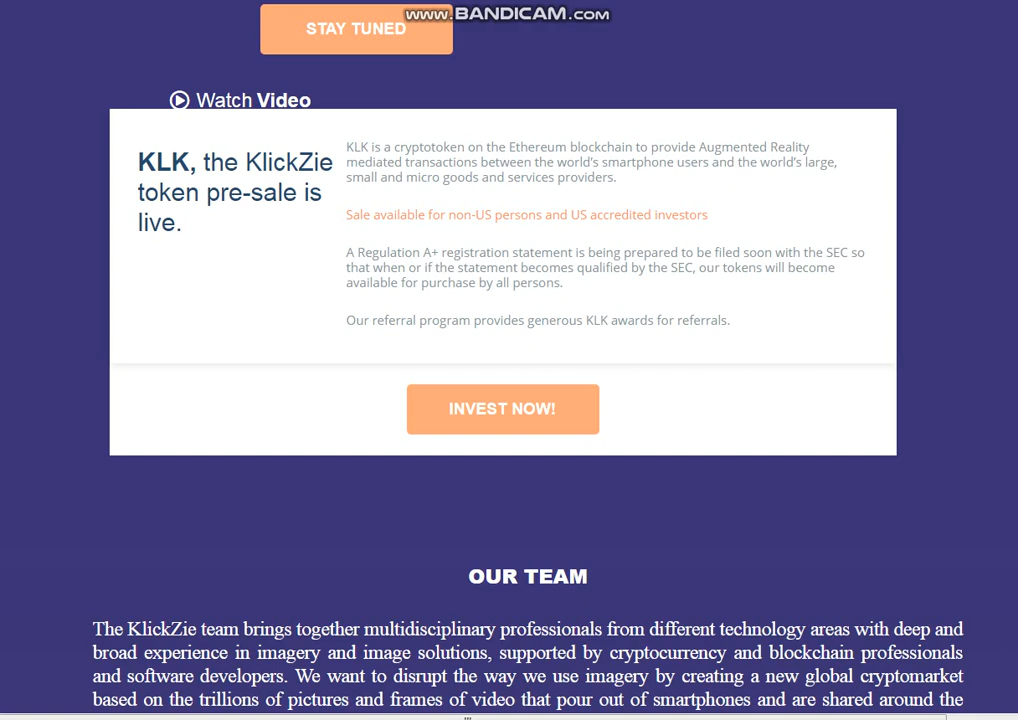 www.BANDICAM.com
STAY TUNED
Watch Video
KLK, the KlickZie
token pre-sale is
live.
KLK is a cryptotoken on the Ethereum blockchain to provide Augmented Reality
mediated transactions between the world's smartphone users and the world's large,
small and micro goods and services providers.
Sale available for non-US persons and US accredited investors
A Regulation A+ registration statement is being prepared to be filed soon with the SEC so
that when or if the statement becomes qualified by the SEC, our tokens will become
available for purchase by all persons.
Our referral program provides generous KLK awards for referrals.
INVEST NOW!
OUR TEAM
The KlickZie team brings together multidisciplinary professionals from different technology areas with deep and
broad experience in imagery and image solutions, supported by cryptocurrency and blockchain professionals
and software developers. We want to disrupt the way we use imagery by creating a new global cryptomarket
based on the trillions of pictures and frames of video that pour out of smartphones and are shared around the